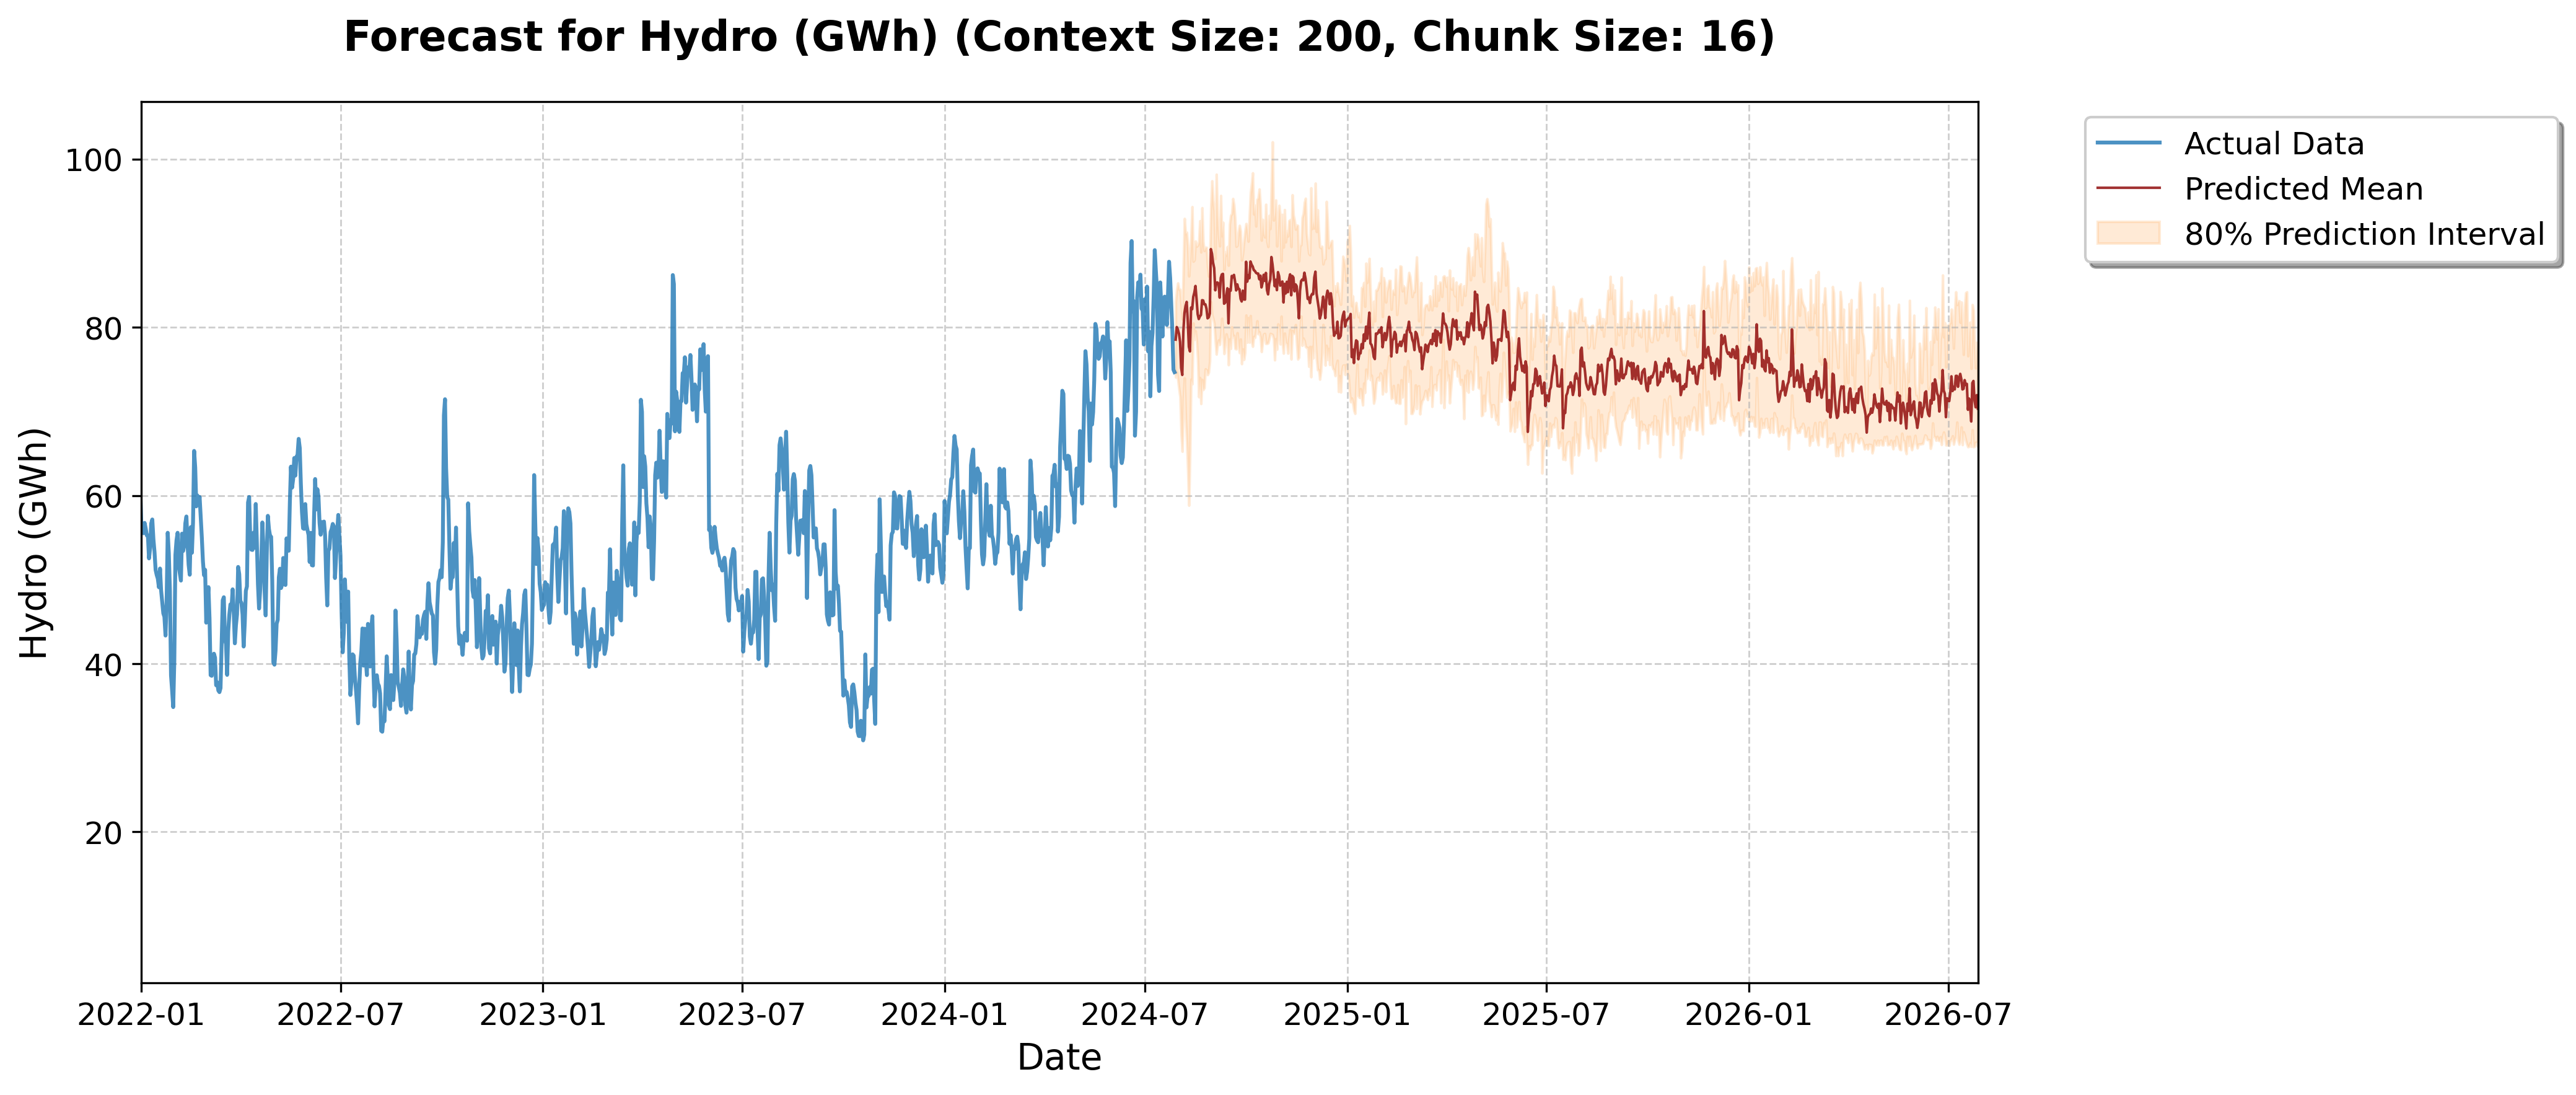 Forecast for Hydro (GWh) (Context Size: 200, Chunk Size: 16)
Actual Data
Predicted Mean
80% Prediction Interval
Hydro (GWh)
100
80
60
40
20
2022-01
2022-07
2023-01
2023-07
2024-01
2024-07
2025-01
2025-07
2026-01
2026-07
Date